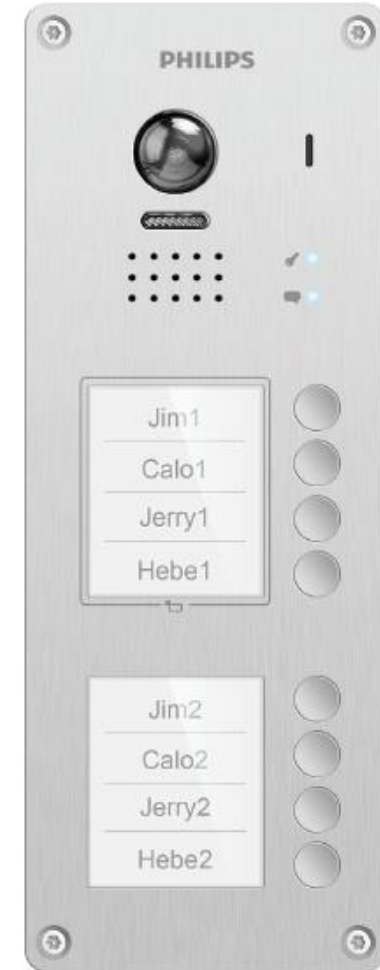 PHILIPS
Jim1
Calo1
Jerry1
Hebe1
Jim2
Calo2
Jerry2
Hebe2